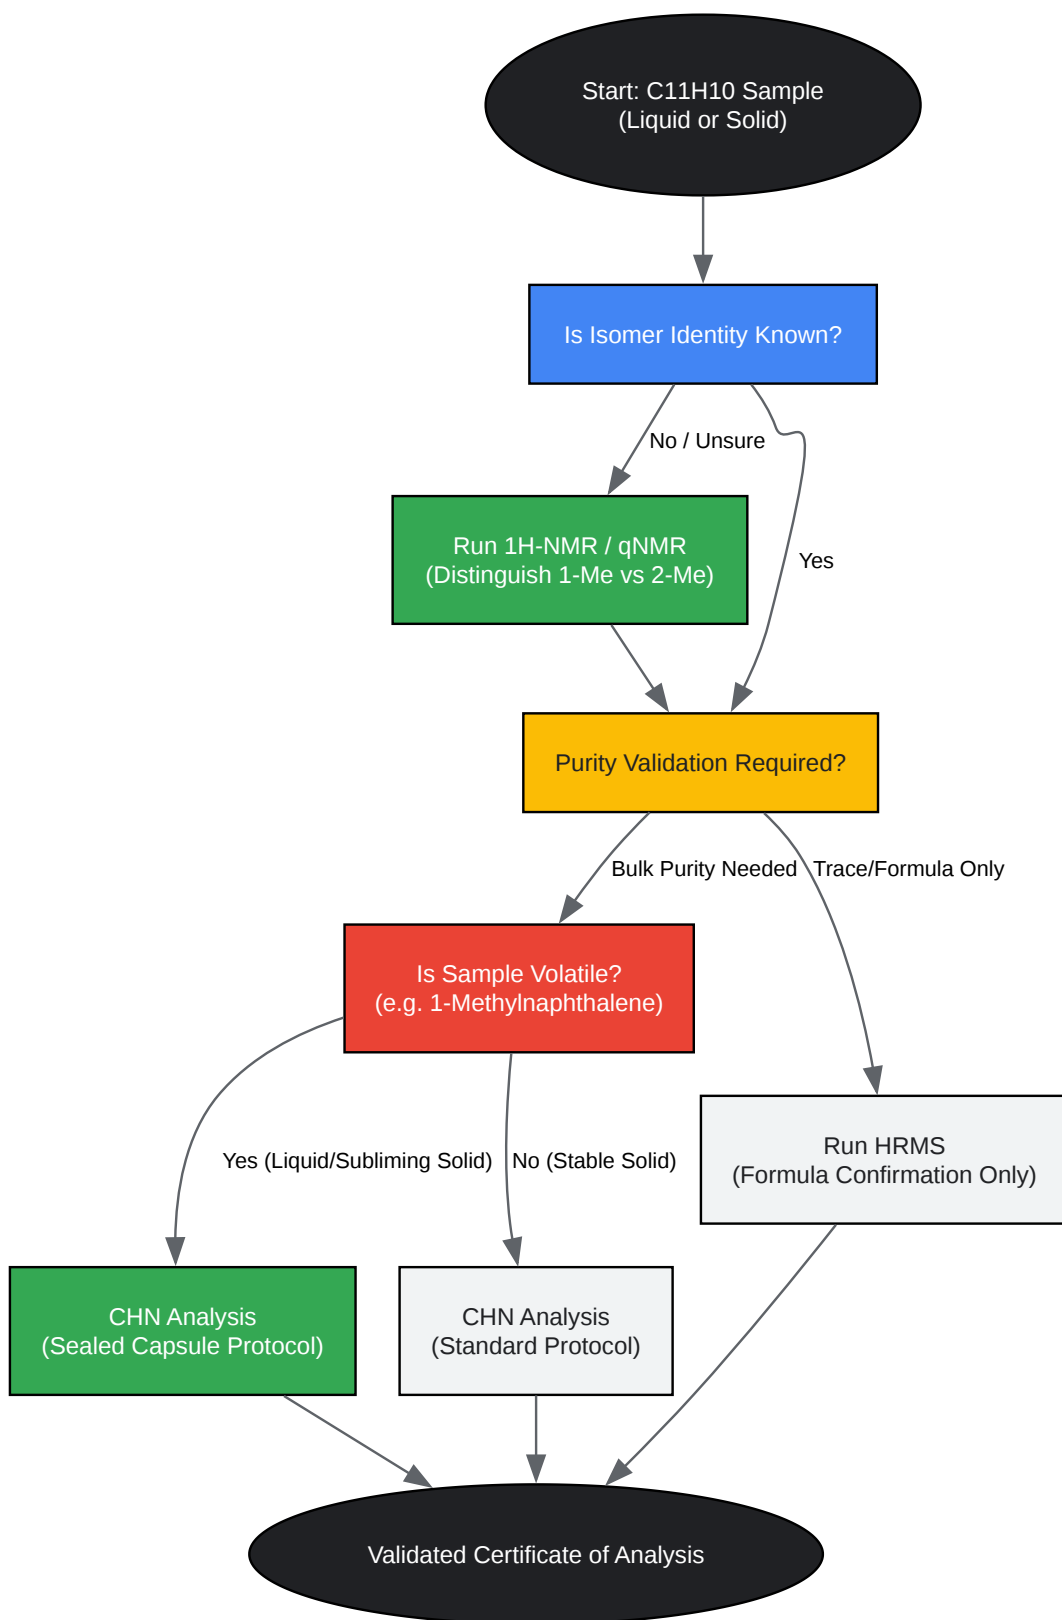 Start: C11H10 Sample
(Liquid or Solid)
Is Isomer Identity Known?
No / Unsure
Run 1H-NMR / qNMR
(Distinguish 1-Me vs 2-Me)
Yes
Purity Validation Required?
Bulk Purity Needed
Trace/Formula Only
Is Sample Volatile?
(e.g. 1-Methylnaphthalene)
Run HRMS
(Formula Confirmation Only)
Yes (Liquid/Subliming Solid)
No (Stable Solid)
CHN Analysis
(Sealed Capsule Protocol)
CHN Analysis
(Standard Protocol)
Validated Certificate of Analysis